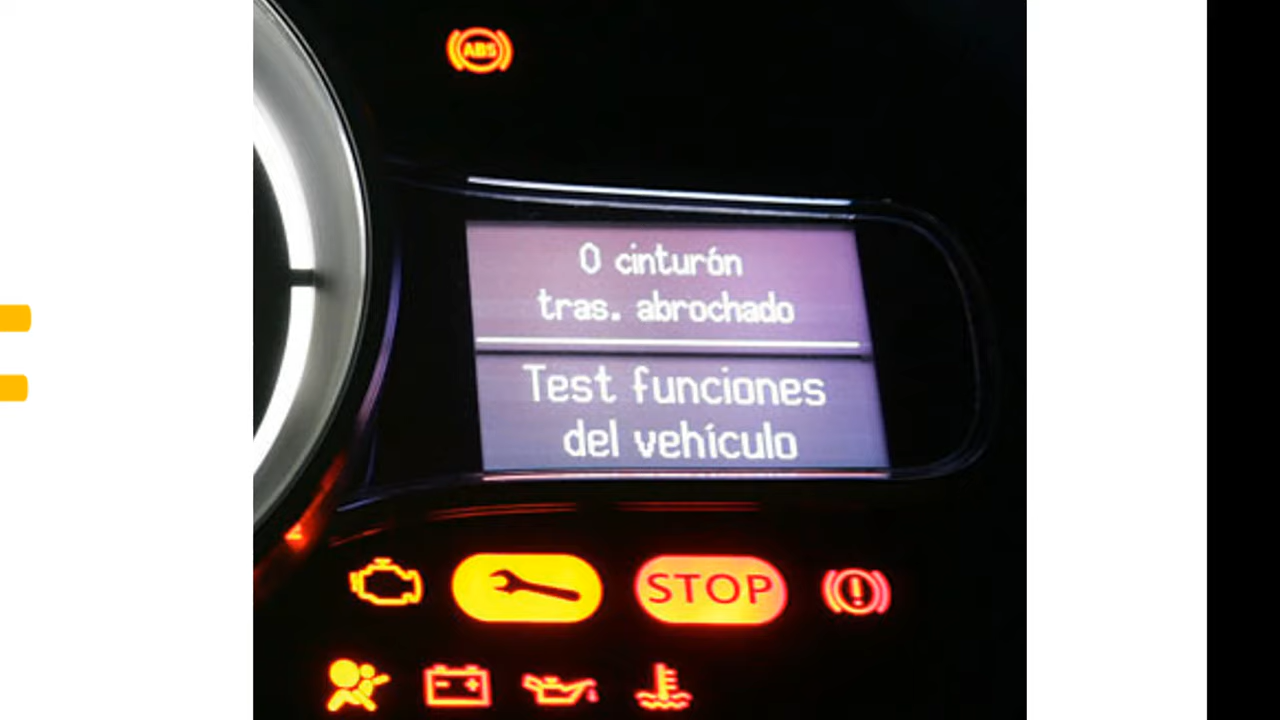 ABS
0 cinturón
tras. abrochado
Test funciones
del vehículo
STOP